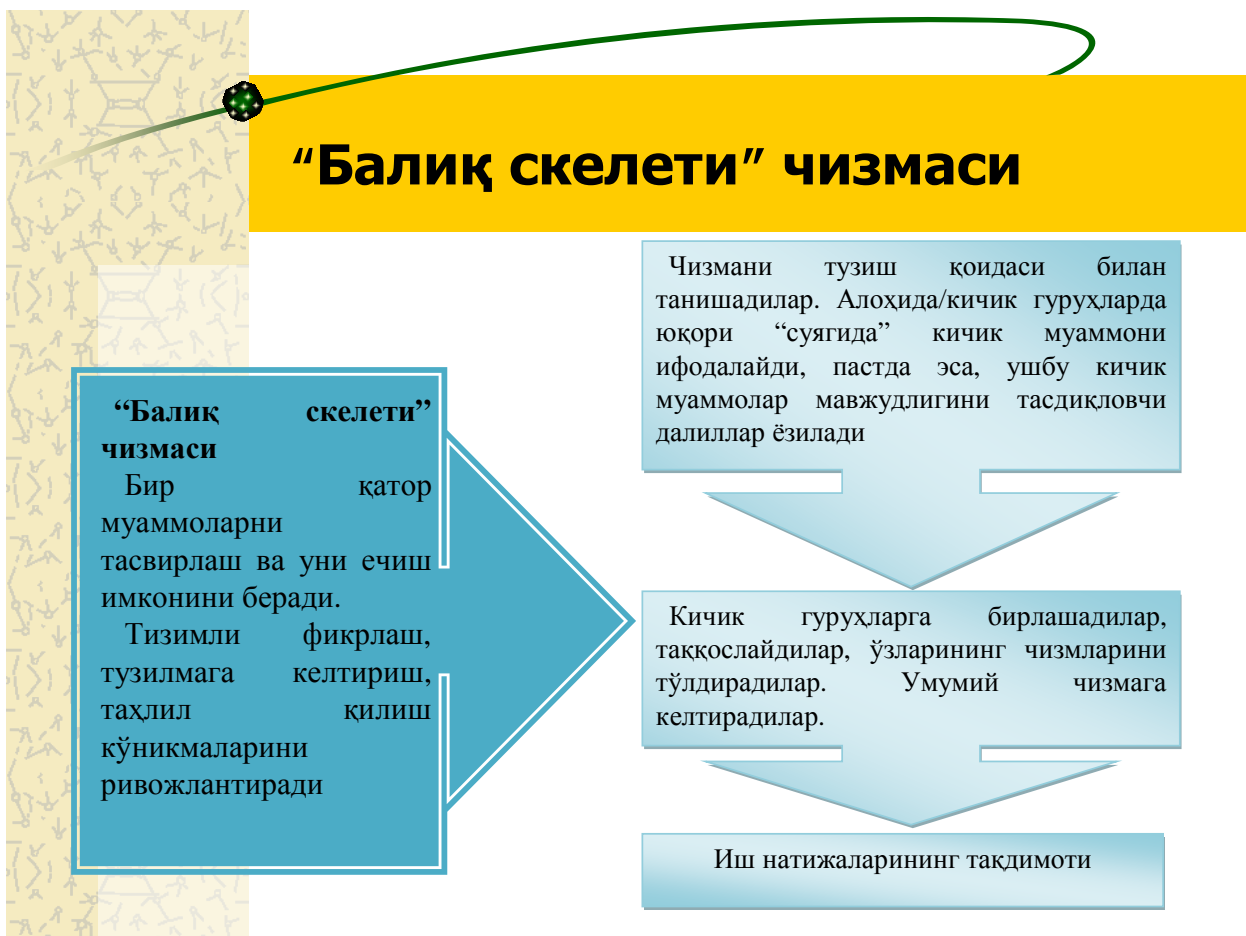 “Балиқ скелети” чизмаси
“Балиқ скелети”
чизмаси
Бир қатор
муаммоларни
тасвирлаш ва уни ечиш
имконини беради.
Тизимли фикрлаш,
тузилмага келтириш,
таҳлил қилиш
кўникмаларини
ривожлантиради
Чизмани тузиш қоидаси билан
танишадилар. Алоҳида/кичик гуруҳларда
юқори “суягида” кичик муаммони
ифодалайди, пастда эса, ушбу кичик
муаммолар мавжудлигини тасдиқловчи
далиллар ёзилади
Кичик гуруҳларга бирлашадилар,
таққослайдилар, ўзларининг чизмларини
тўлдирадилар. Умумий чизмага
келтирадилар.
Иш натижаларининг тақдимоти